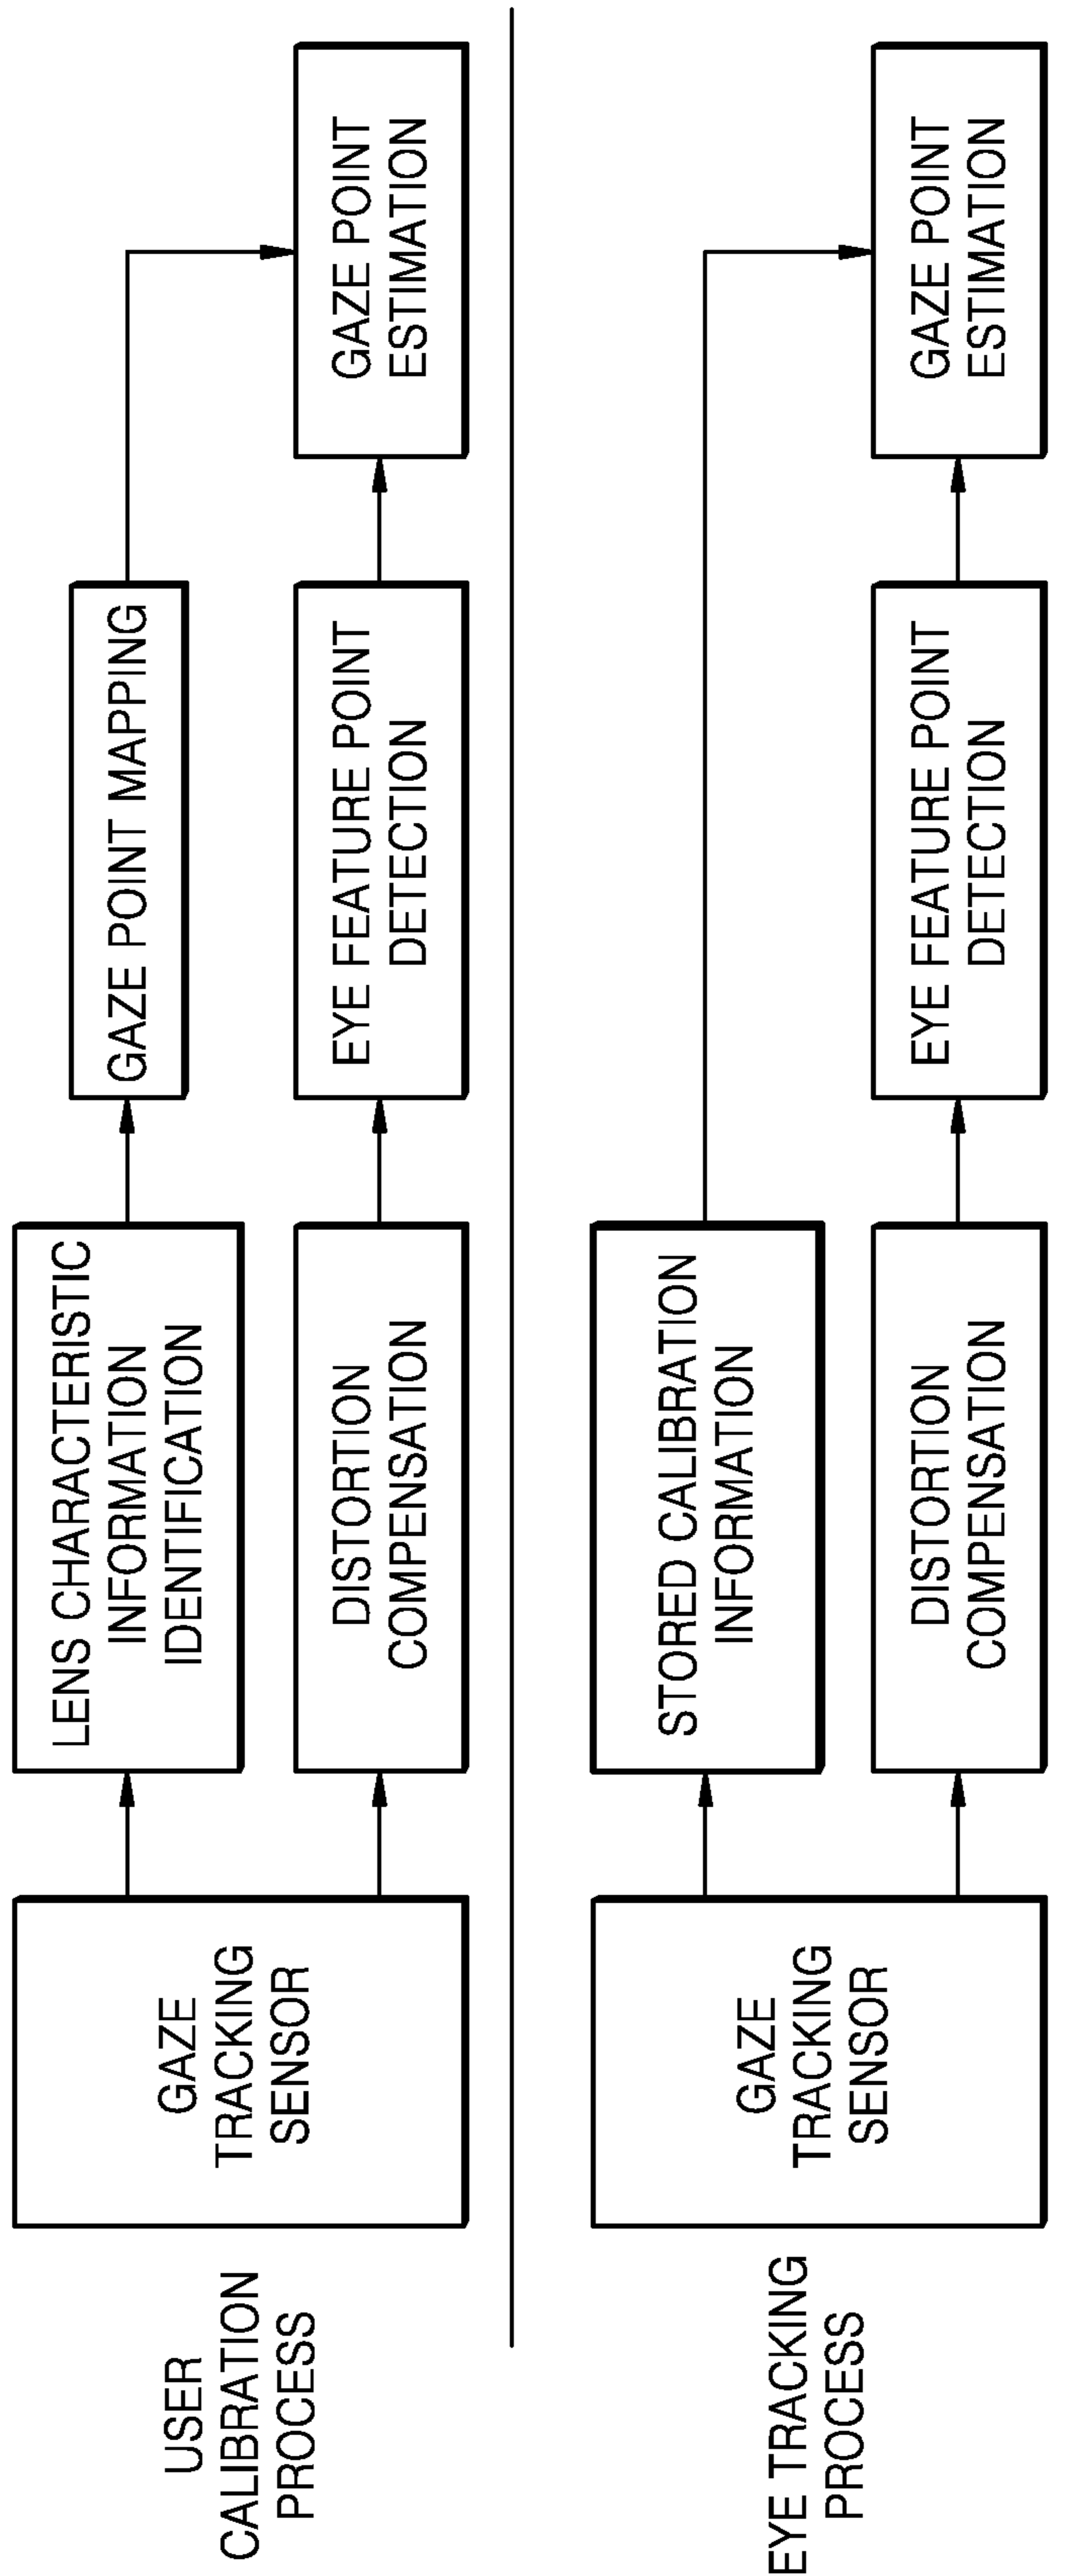 USER
CALIBRATION
PROCESS
GAZE
TRACKING
SENSOR
LENS CHARACTERISTIC
INFORMATION
IDENTIFICATION
GAZE POINT MAPPING
DISTORTION
COMPENSATION
EYE FEATURE POINT
DETECTION
GAZE POINT
ESTIMATION
EYE TRACKING
PROCESS
GAZE
TRACKING
SENSOR
STORED CALIBRATION
INFORMATION
DISTORTION
COMPENSATION
EYE FEATURE POINT
DETECTION
GAZE POINT
ESTIMATION